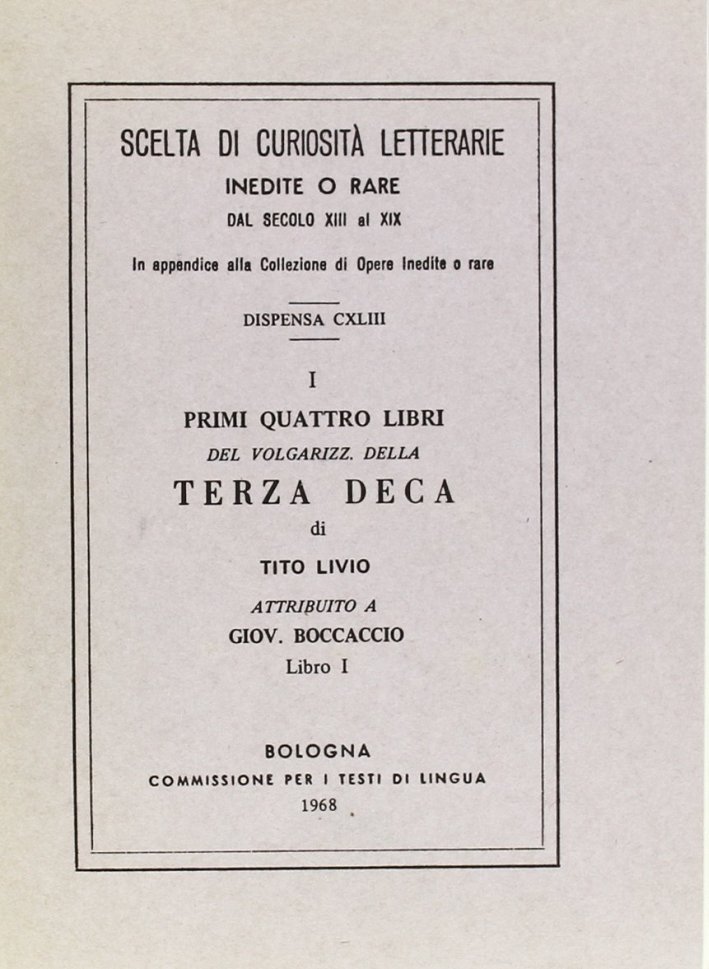 SCELTA DI CURIOSITÀ LETTERARIE
INEDITE O RARE
DAL SECOLO XIII al XIX
In appendice alla Collezione di Opere Inedite o rare
DISPENSA CXLIII
I
PRIMI QUATTRO LIBRI
DEL VOLGARIZZ. DELLA
TERZA DECA
di
TITO LIVIO
ATTRIBUITO A
GIOV. BOCCACCIO
Libro I
BOLOGNA
COMMISSIONE PER I TESTI DI LINGUA
1968